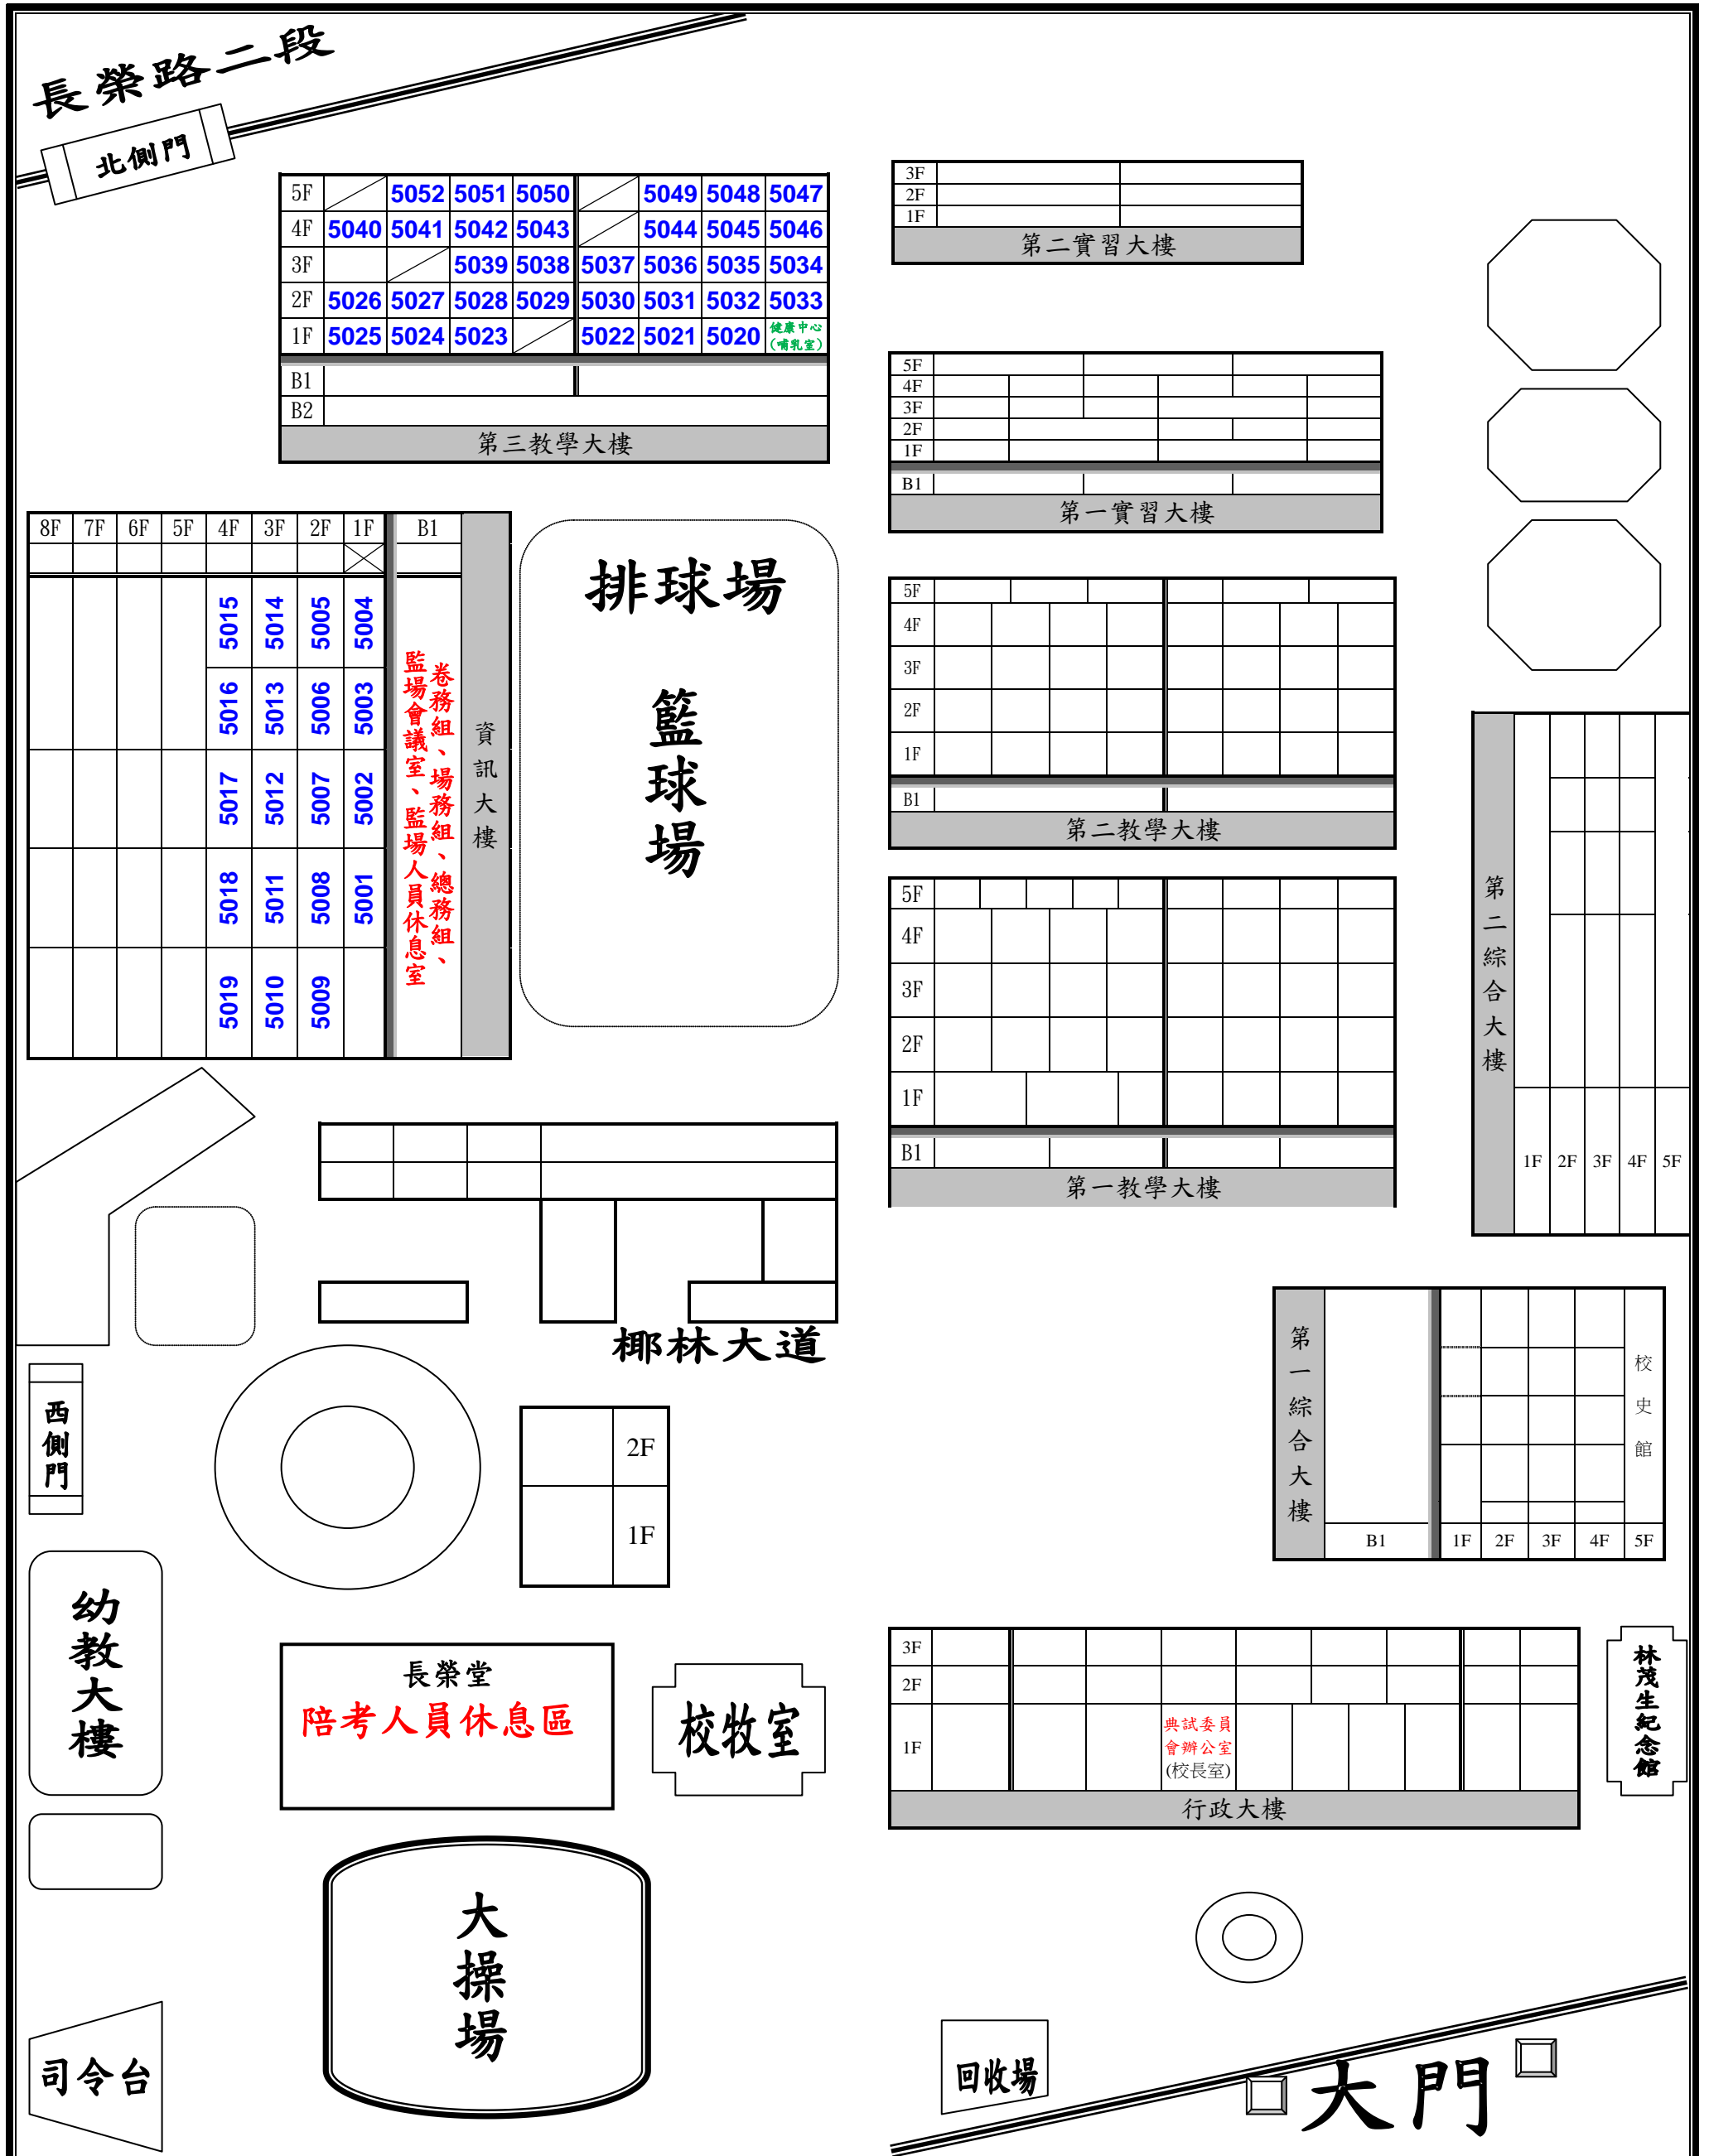 長榮路二段
北側門
5F 5052 5051 5050 5049 5048 5047
4F 5040 5041 5042 5043 5044 5045 5046
3F 5039 5038 5037 5036 5035 5034
2F 5026 5027 5028 5029 5030 5031 5032 5033
1F 5025 5024 5023 5022 5021 5020 健康中心
(哺乳室)
B1
B2
第三教學大樓
3F
2F
1F
第二實習大樓
5F
4F
3F
2F
1F
B1
第一實習大樓
8F 7F 6F 5F 4F 3F 2F 1F B1
5015 5014 5005 5004
5016 5013 5006 5003
5017 5012 5007 5002
5018 5011 5008 5001
5019 5010 5009
卷務組、場務組、總務組、
監場會議室、監場人員休息室
資訊大樓
排球場
籃球場
5F
4F
3F
2F
1F
B1
第二教學大樓
5F
4F
3F
2F
1F
B1
第一教學大樓
第二綜合大樓
1F 2F 3F 4F 5F
椰林大道
西側門
2F
1F
第一綜合大樓
校史館
B1 1F 2F 3F 4F 5F
幼教大樓
長榮堂
陪考人員休息區
校牧室
3F
2F
1F
典試委員
會辦公室
(校長室)
行政大樓
林茂生紀念館
大操場
司令台
回收場
大門